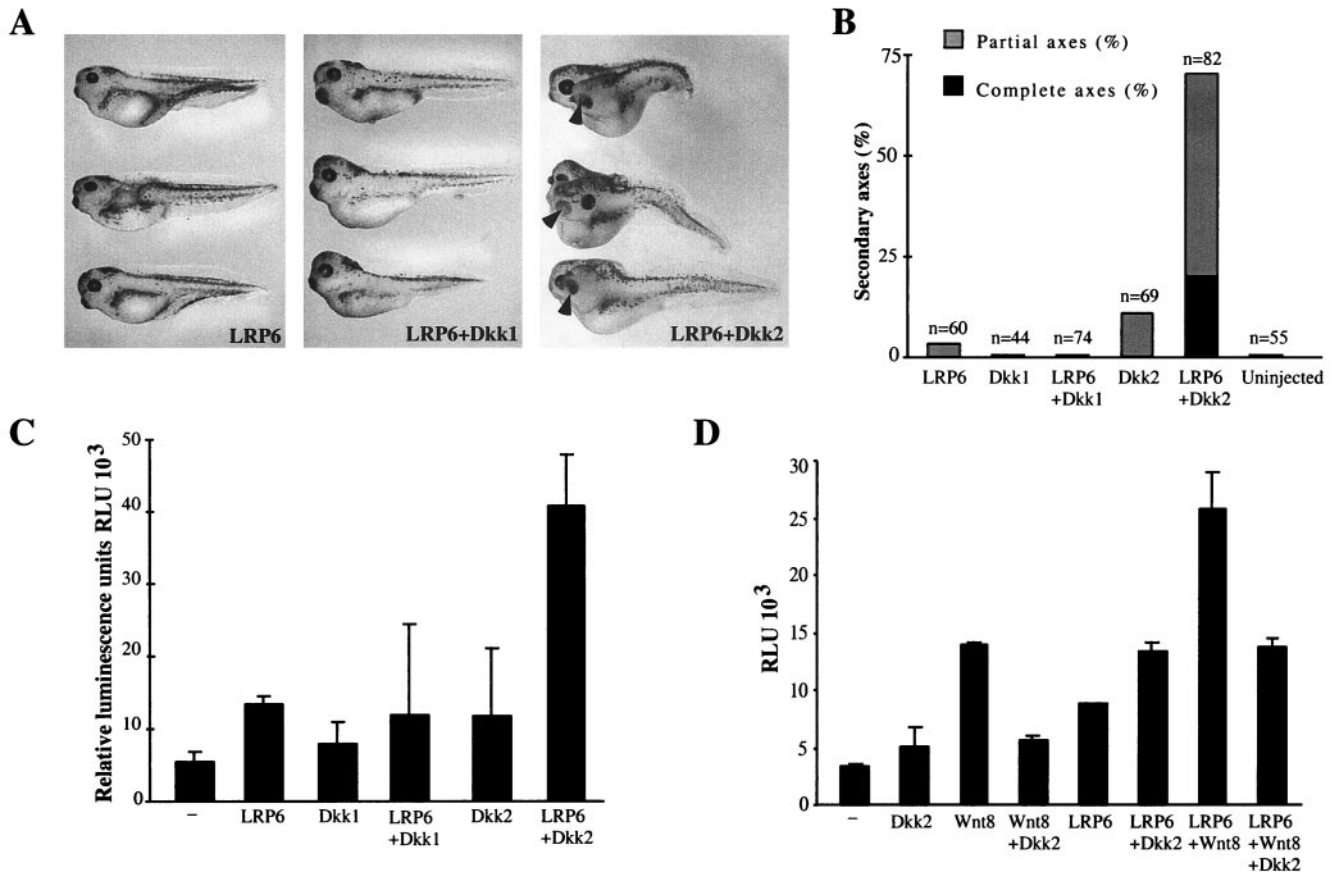 A
LRP6
LRP6+Dkk1
LRP6+Dkk2
B
Partial axes (%)
Complete axes (%)
Secondary axes (%)
75
50
25
0
n=60
n=44
n=74
n=69
n=82
n=55
LRP6
Dkk1
LRP6
+Dkk1
Dkk2
LRP6
+Dkk2
Uninjected
C
Relative luminescence units RLU 10³
50
40
30
20
10
0
–
LRP6
Dkk1
LRP6
+Dkk1
Dkk2
LRP6
+Dkk2
D
RLU 10³
30
25
20
15
10
5
0
–
Dkk2
Wnt8
Wnt8
+Dkk2
LRP6
LRP6
+Dkk2
LRP6
+Wnt8
LRP6
+Wnt8
+Dkk2